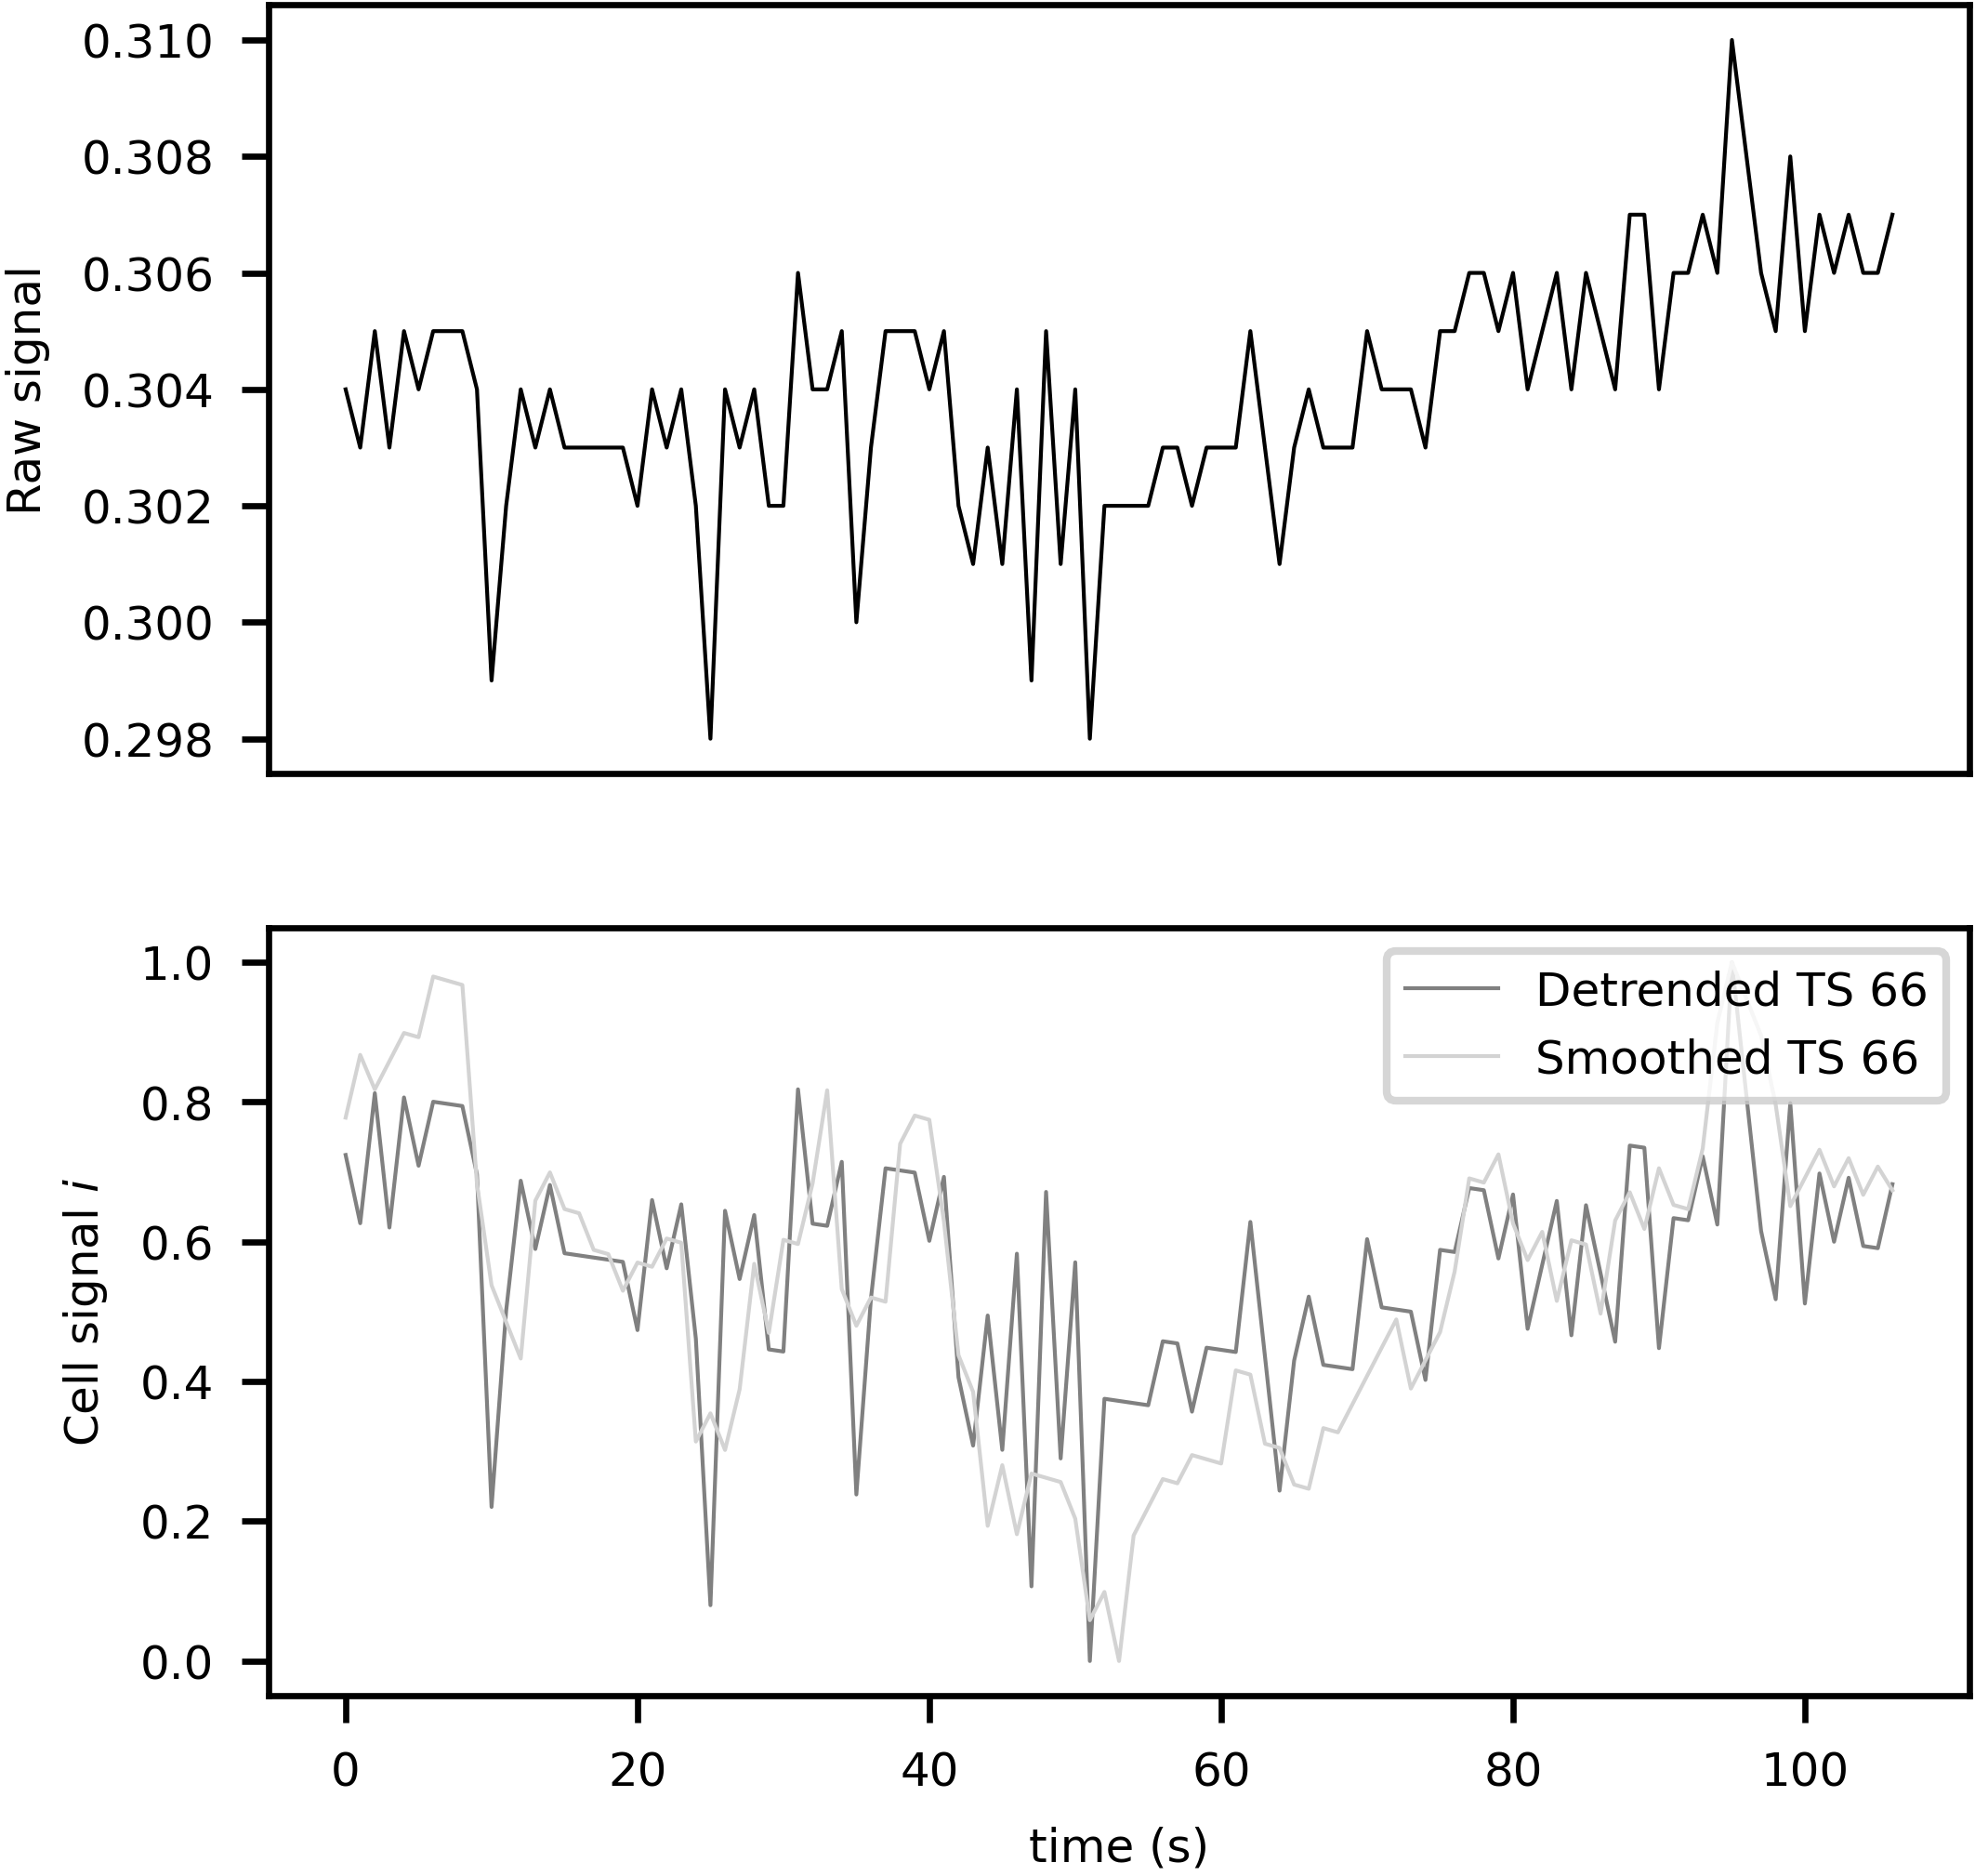 0.310
0.308
0.306
0.304
0.302
0.300
0.298
Raw signal
1.0
0.8
0.6
0.4
0.2
0.0
Cell signal i
Detrended TS 66
Smoothed TS 66
0 20 40 60 80 100
time (s)